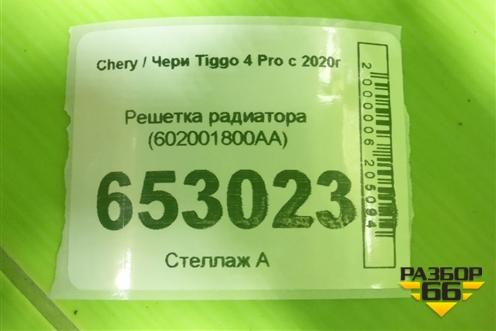 Chery / Чери Tiggo 4 Pro с 2020г
Решетка радиатора
(602001800AA)
653023
Стеллаж А
2000006205094
РАЗБОР
66